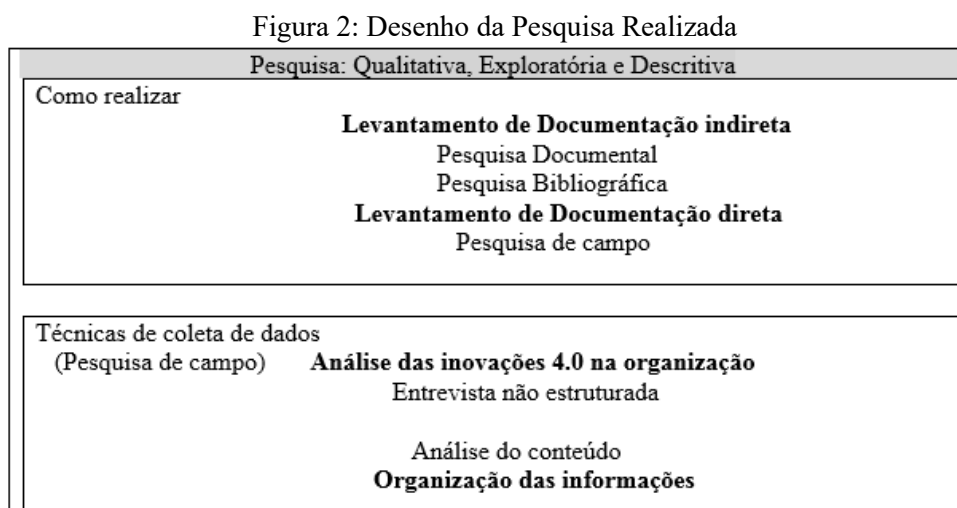 Figura 2: Desenho da Pesquisa Realizada
Pesquisa: Qualitativa, Exploratória e Descritiva
Como realizar
Levantamento de Documentação indireta
Pesquisa Documental
Pesquisa Bibliográfica
Levantamento de Documentação direta
Pesquisa de campo
Técnicas de coleta de dados
(Pesquisa de campo) Análise das inovações 4.0 na organização
Entrevista não estruturada
Análise do conteúdo
Organização das informações